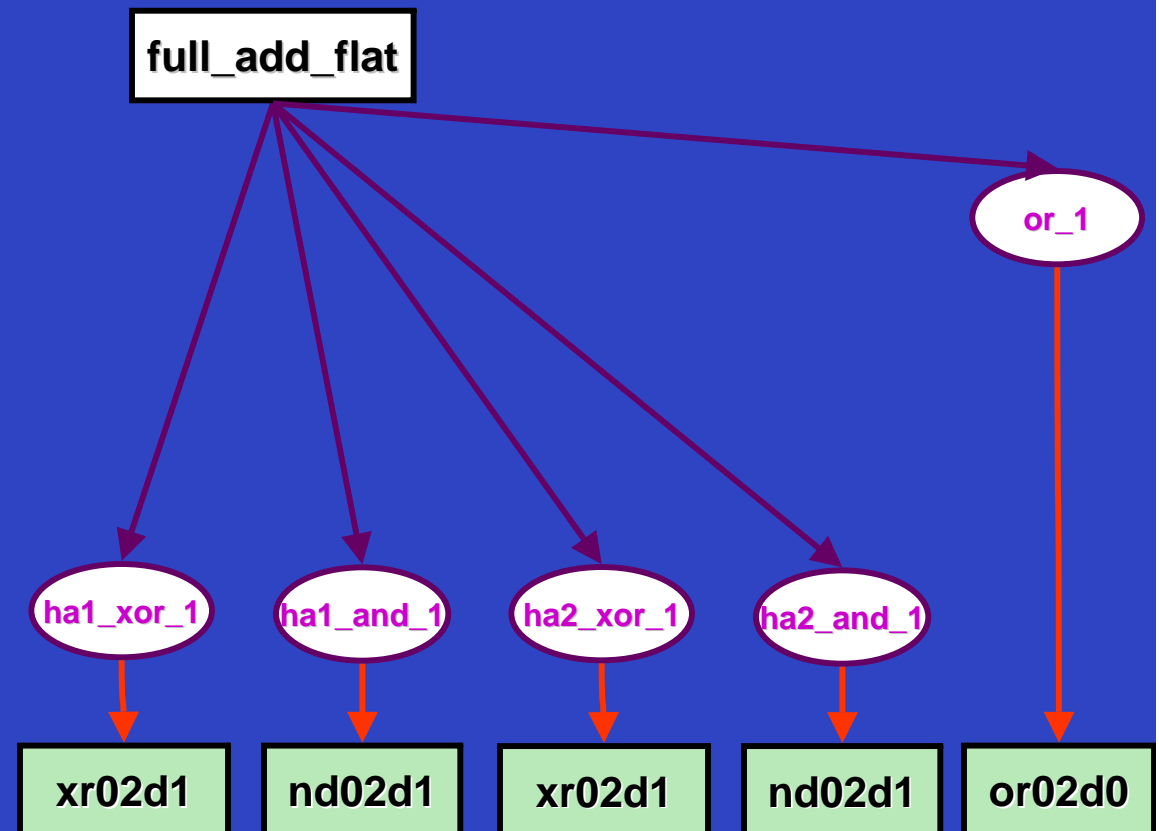 full_add_flat
or_1
ha1_xor_1
ha1_and_1
ha2_xor_1
ha2_and_1
xr02d1
nd02d1
xr02d1
nd02d1
or02d0